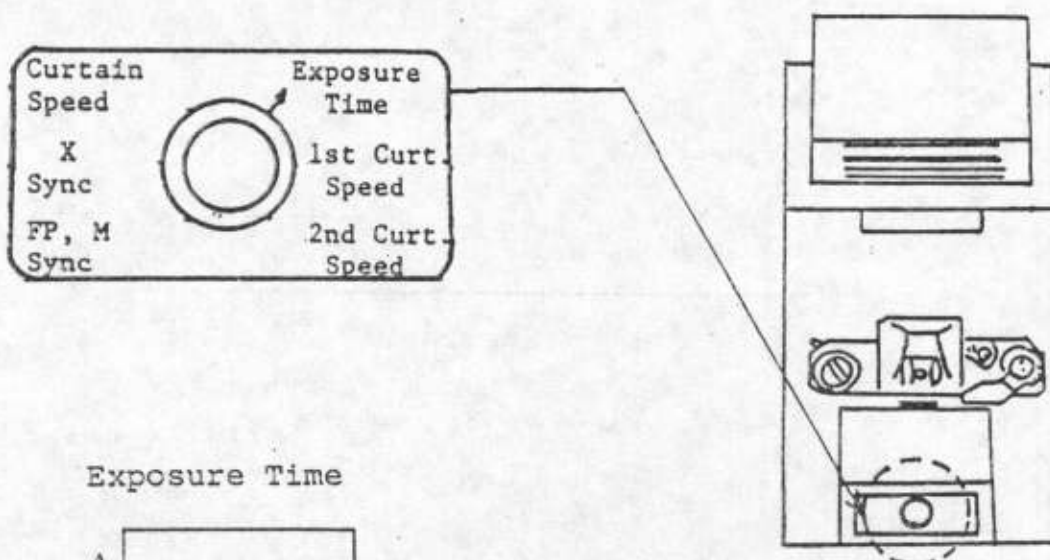 Curtain
Speed
Exposure
Time
X
Sync
1st Curt.
Speed
FP, M
Sync
2nd Curt.
Speed
Exposure Time
A